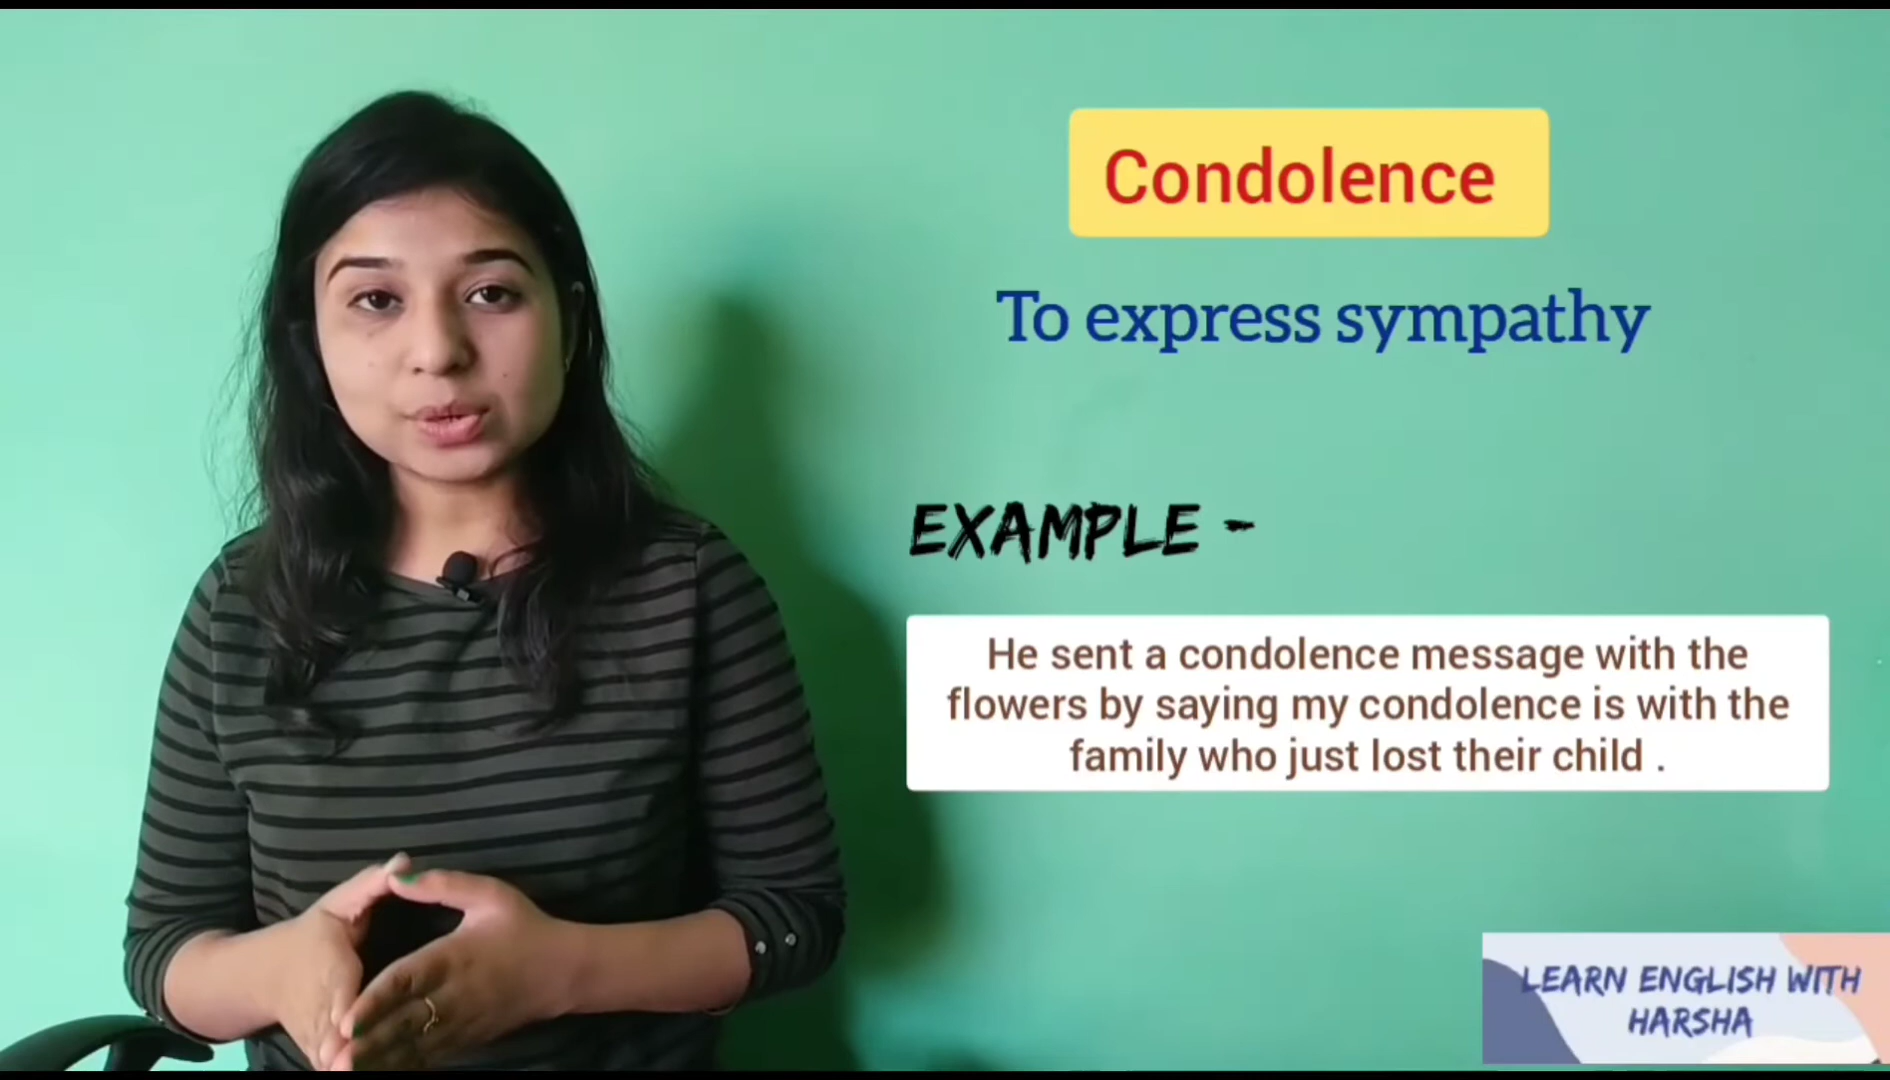 Condolence
To express sympathy
EXAMPLE -
He sent a condolence message with the
flowers by saying my condolence is with the
family who just lost their child .
LEARN ENGLISH WITH
HARSHA